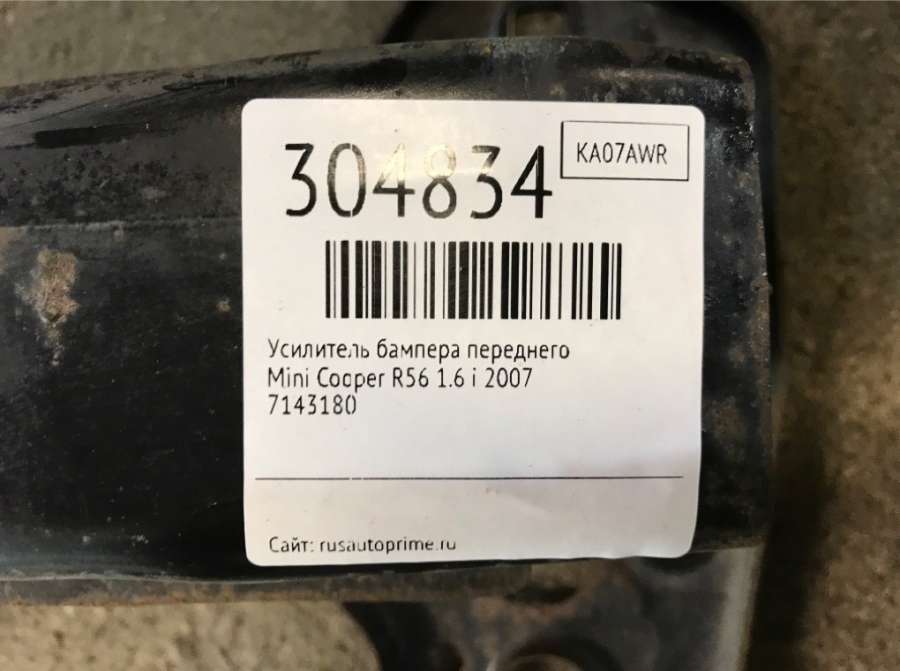 304834
KA07AWR
Усилитель бампера переднего
Mini Cooper R56 1.6 i 2007
7143180
Сайт: rusautoprime.ru